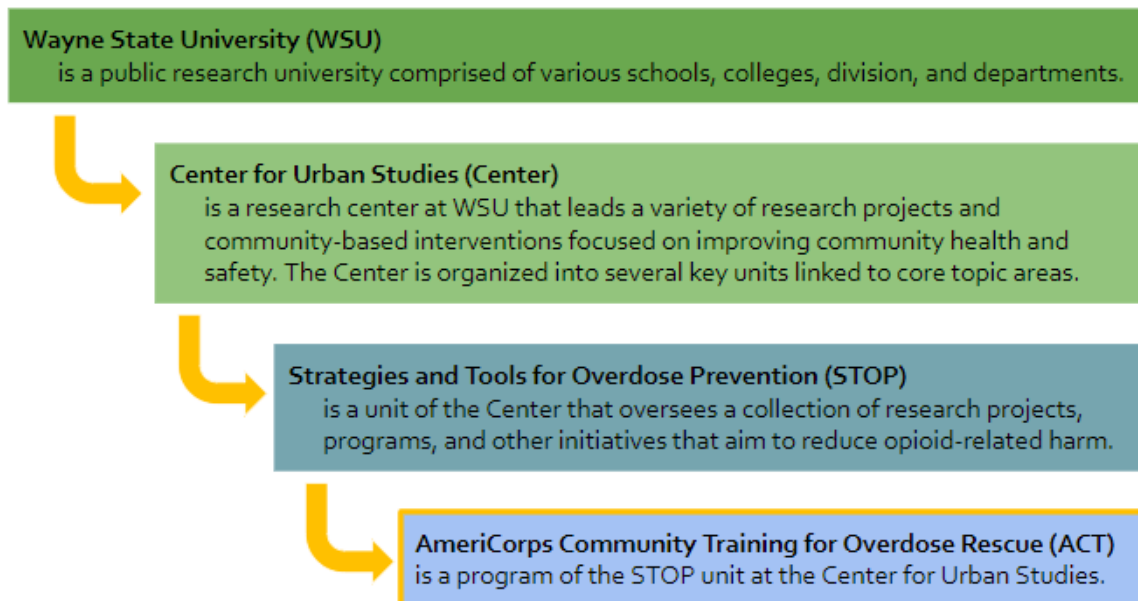 Wayne State University (WSU)
is a public research university comprised of various schools, colleges, division, and departments.
Center for Urban Studies (Center)
is a research center at WSU that leads a variety of research projects and
community-based interventions focused on improving community health and
safety. The Center is organized into several key units linked to core topic areas.
Strategies and Tools for Overdose Prevention (STOP)
is a unit of the Center that oversees a collection of research projects,
programs, and other initiatives that aim to reduce opioid-related harm.
AmeriCorps Community Training for Overdose Rescue (ACT)
is a program of the STOP unit at the Center for Urban Studies.